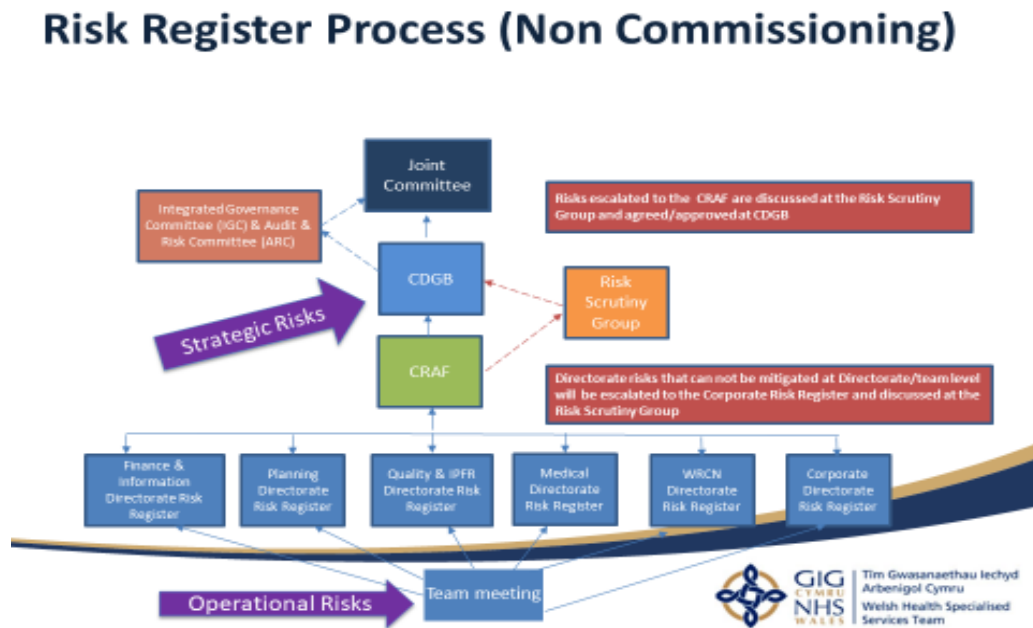 Risk Register Process (Non Commissioning)
Joint
Committee
Integrated Governance
Committee (IGC) & Audit &
Risk Committee (ARC)
Risks escalated to the CRAF are discussed at the Risk Scrutiny
Group and agreed/approved at CDGB
CDGB
Risk
Scrutiny
Group
Strategic Risks
CRAF
Directorate risks that can not be mitigated at Directorate/team level
will be escalated to the Corporate Risk Register and discussed at the
Risk Scrutiny Group
Finance &
Information
Directorate Risk
Register
Planning
Directorate
Risk Register
Quality & IPFR
Directorate Risk
Register
Medical
Directorate
Risk Register
WRCN
Directorate
Risk Register
Corporate
Directorate
Risk Register
Team meeting
Operational Risks
GIG
CYMRU
NHS
WALES
Tîm Gwasanaethau Iechyd
Arbenigol Cymru
Welsh Health Specialised
Services Team